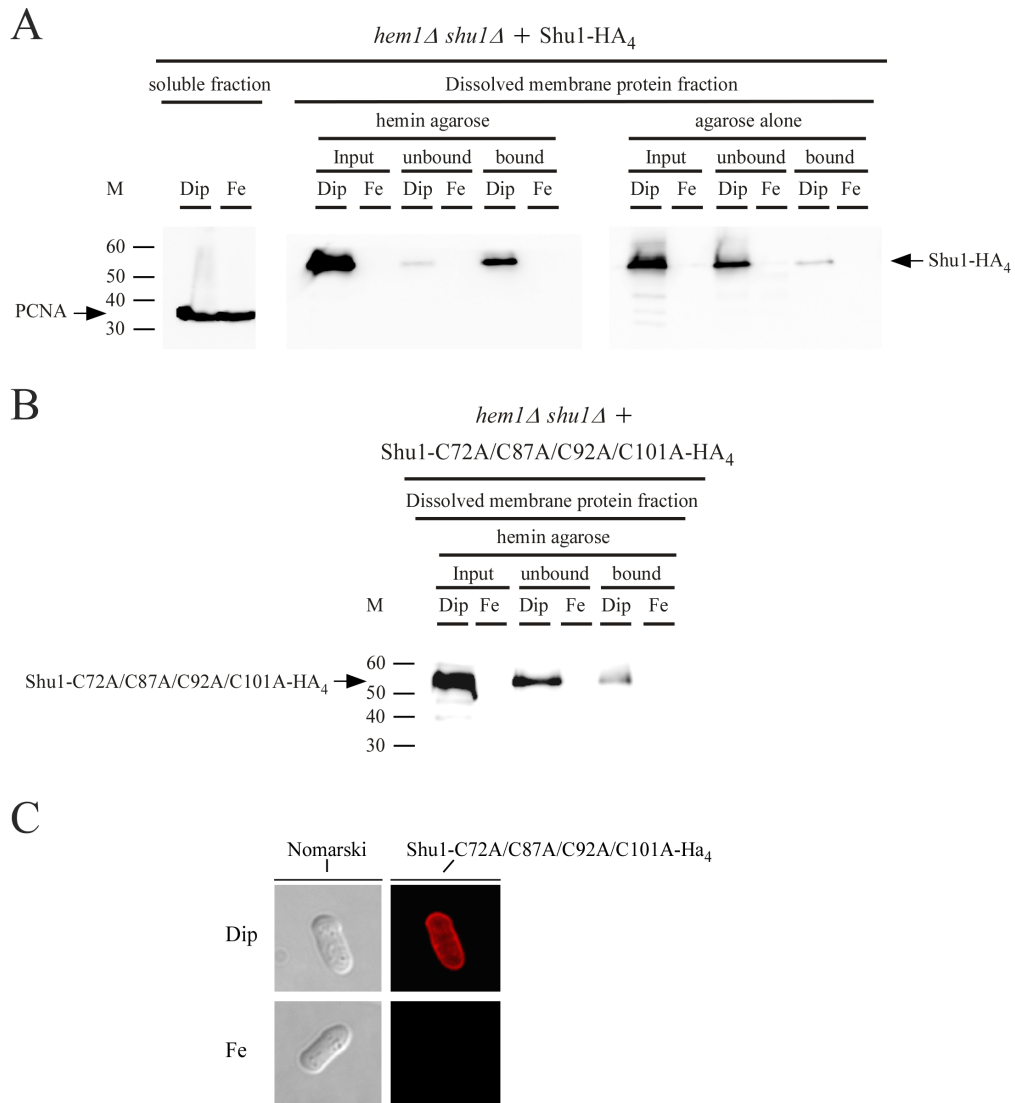 A
hem1Δ shu1Δ + Shu1-HA4
soluble fraction
Dissolved membrane protein fraction
hemin agarose
agarose alone
Input unbound bound
Input unbound bound
M
Dip Fe
Dip Fe Dip Fe Dip Fe
Dip Fe Dip Fe Dip Fe
60
50
40
30
PCNA
Shu1-HA4
B
hem1Δ shu1Δ +
Shu1-C72A/C87A/C92A/C101A-HA4
Dissolved membrane protein fraction
hemin agarose
Input unbound bound
M
Dip Fe Dip Fe Dip Fe
60
Shu1-C72A/C87A/C92A/C101A-HA4
50
40
30
C
Nomarski
Shu1-C72A/C87A/C92A/C101A-Ha4
Dip
Fe